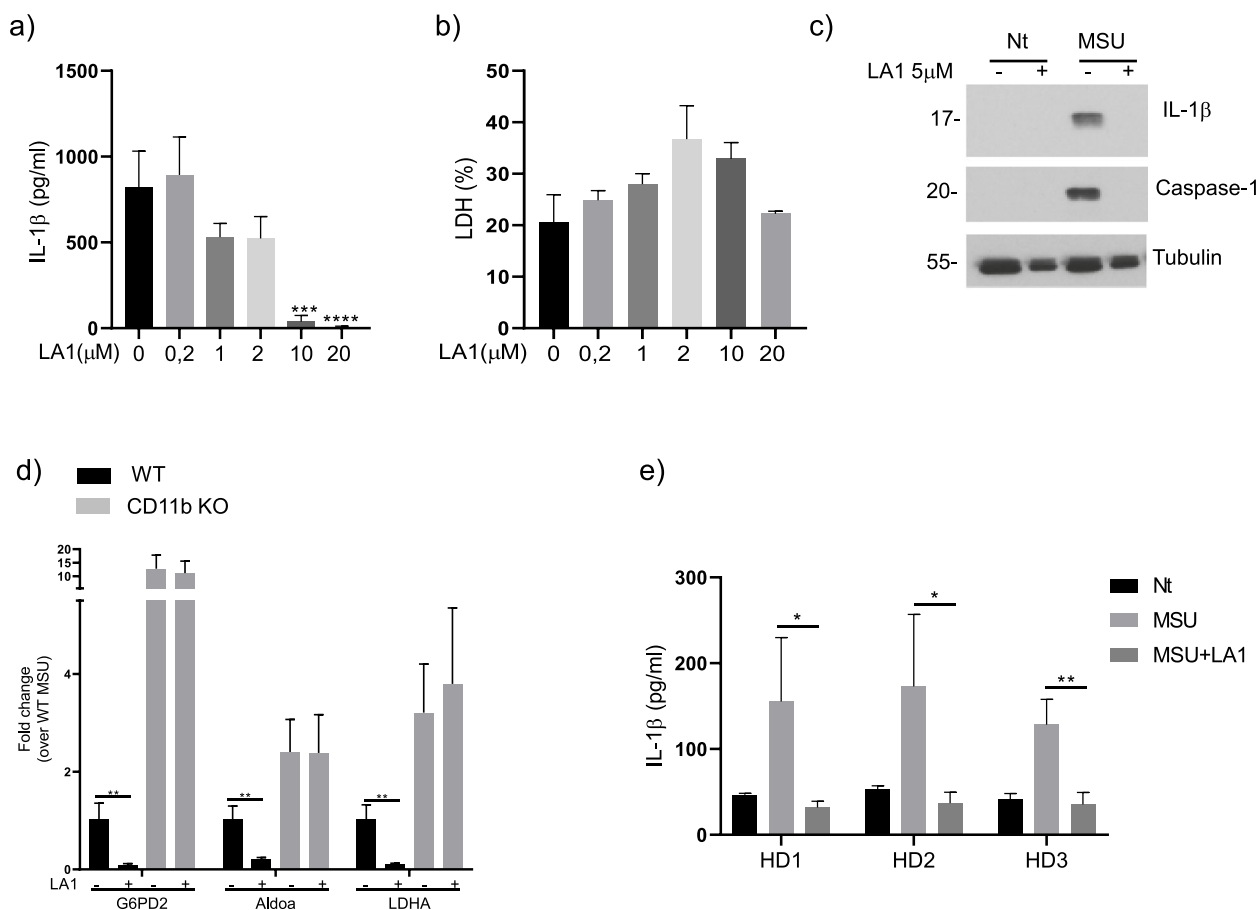 a)
1500
1000
500
0
IL-1β (pg/ml)
*** ****
LA1(μM) 0 0,2 1 2 10 20
b)
50
40
30
20
10
0
LDH (%)
LA1(μM) 0 0,2 1 2 10 20
c)
Nt MSU
LA1 5μM - + - +
17- IL-1β
20- Caspase-1
55- Tubulin
d)
WT
CD11b KO
20
15
10
4
2
0
Fold change
(over WT MSU)
** ** **
LA1 - + - + - + - + - + - +
G6PD2 Aldoa LDHA
e)
300
200
150
100
50
0
IL-1β (pg/ml)
* * **
Nt
MSU
MSU+LA1
HD1 HD2 HD3